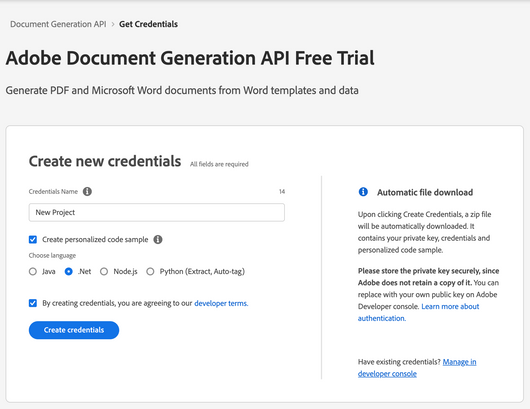 Document Generation API > Get Credentials
Adobe Document Generation API Free Trial
Generate PDF and Microsoft Word documents from Word templates and data
Create new credentials All fields are required
Credentials Name 14
New Project
Create personalized code sample
Choose language
Java .Net Node.js Python (Extract, Auto-tag)
By creating credentials, you are agreeing to our developer terms.
Create credentials
Automatic file download
Upon clicking Create Credentials, a zip file
will be automatically downloaded. It
contains your private key, credentials and
personalized code sample.
Please store the private key securely, since
Adobe does not retain a copy of it. You can
replace with your own public key on Adobe
Developer console. Learn more about
authentication.
Have existing credentials? Manage in
developer console